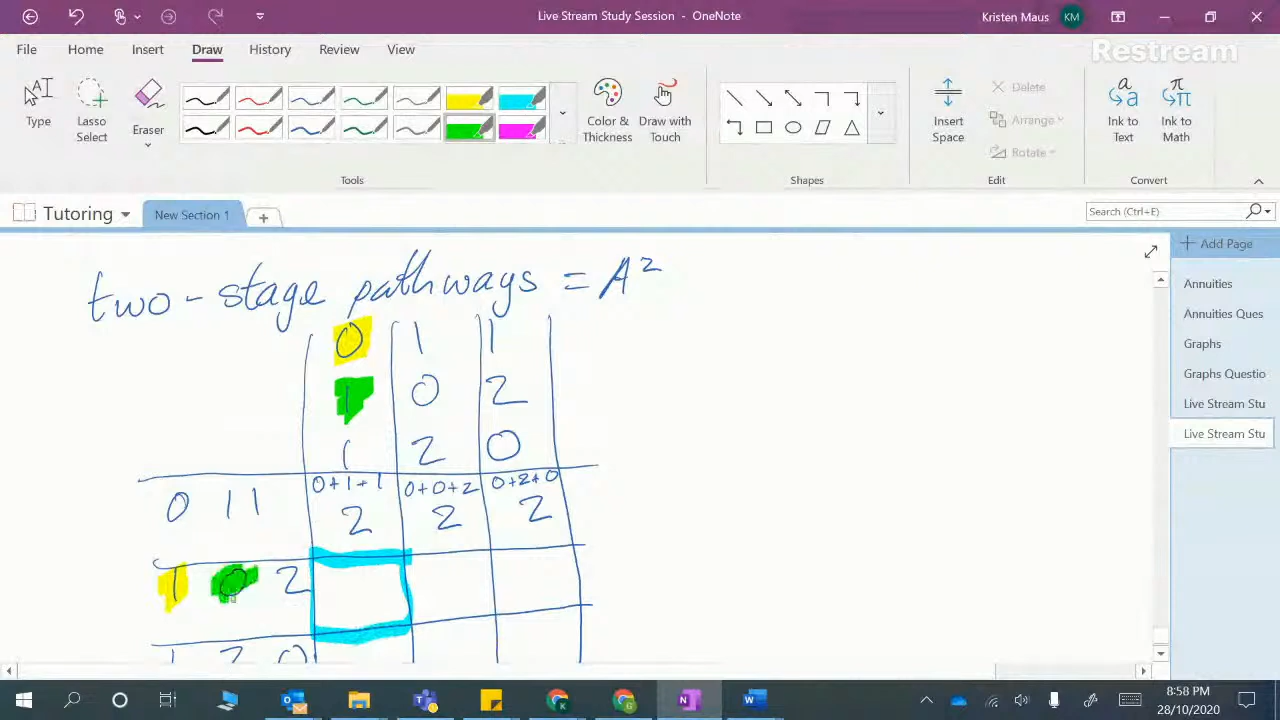 Live Stream Study Session - OneNote
Kristen Maus KM
File Home Insert Draw History Review View
Restream
Type
Lasso Select
Eraser
Color & Thickness
Draw with Touch
Insert Space
Delete
Arrange
Rotate
Ink to Text
Ink to Math
Tools
Shapes
Edit
Convert
Tutoring
New Section 1
Search (Ctrl+E)
Add Page
Annuities
Annuities Ques
Graphs
Graphs Questio
Live Stream Stu
Live Stream Stu
two-stage pathways = A²
0 1 1
1 0 2
1 2 0
0+1+1 0+0+2 0+2+0
0 1 1 2 2 2
1 0 2
1 2 0
8:58 PM
28/10/2020